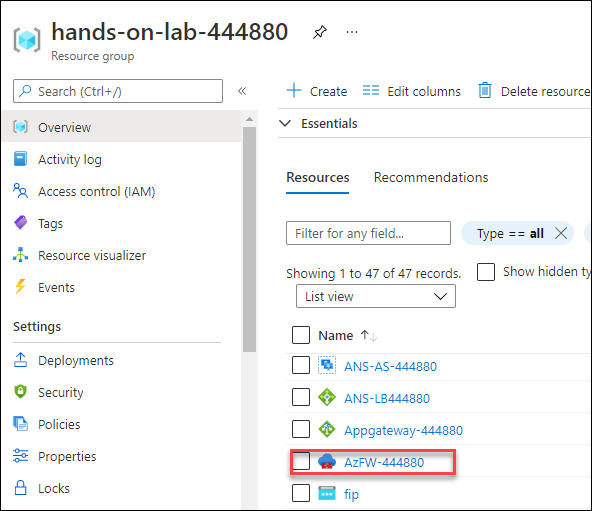 hands-on-lab-444880
Resource group
Search (Ctrl+/)
Overview
Activity log
Access control (IAM)
Tags
Resource visualizer
Events
Settings
Deployments
Security
Policies
Properties
Locks
Create Edit columns Delete resource
Essentials
Resources Recommendations
Filter for any field... Type == all
Showing 1 to 47 of 47 records. Show hidden ty
List view
Name
ANS-AS-444880
ANS-LB444880
Appgateway-444880
AzFW-444880
fip